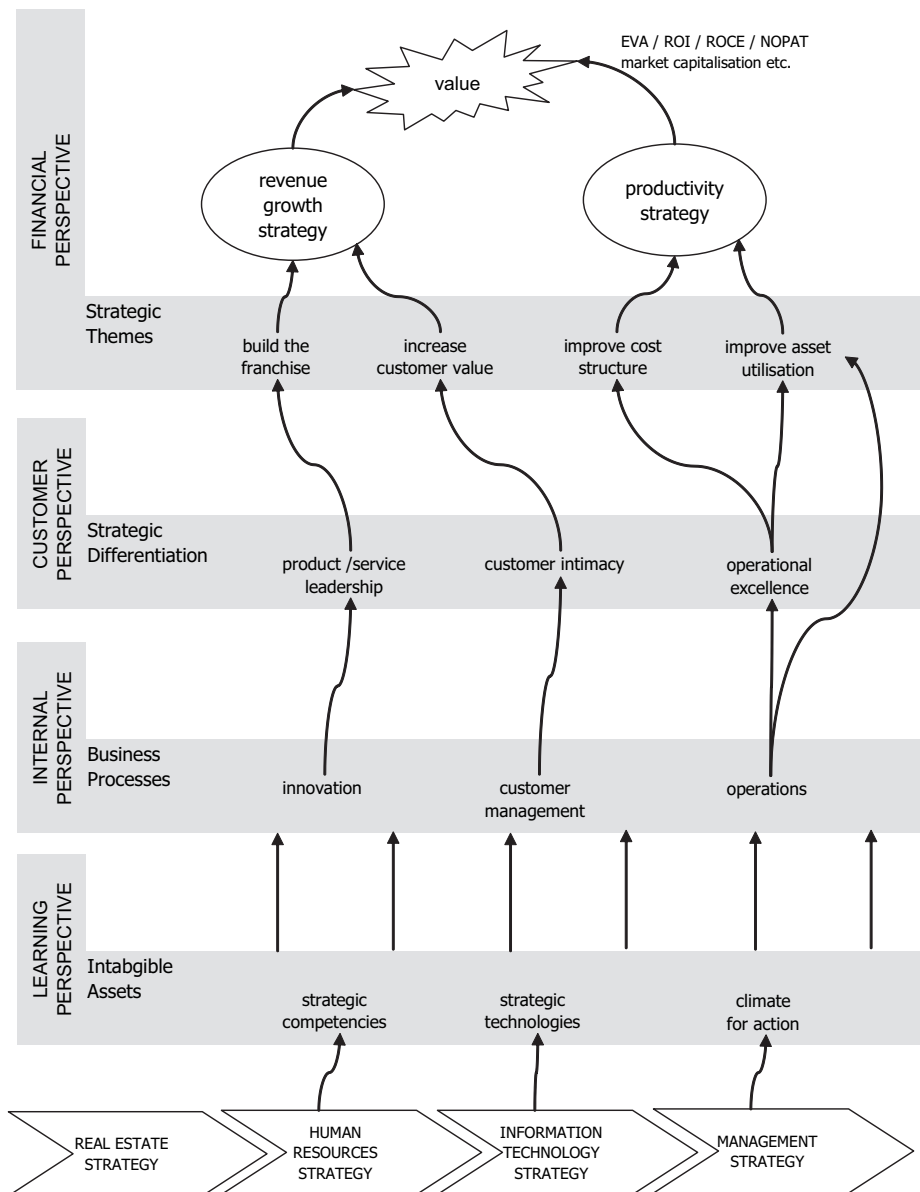 EVA / ROI / ROCE / NOPAT
market capitalisation etc.
value
FINANCIAL
PERSPECTIVE
revenue
growth
strategy
productivity
strategy
Strategic
Themes
build the
franchise
increase
customer value
improve cost
structure
improve asset
utilisation
CUSTOMER
PERSPECTIVE
Strategic
Differentiation
product /service
leadership
customer intimacy
operational
excellence
INTERNAL
PERSPECTIVE
Business
Processes
innovation
customer
management
operations
LEARNING
PERSPECTIVE
Intabgible
Assets
strategic
competencies
strategic
technologies
climate
for action
REAL ESTATE
STRATEGY
HUMAN
RESOURCES
STRATEGY
INFORMATION
TECHNOLOGY
STRATEGY
MANAGEMENT
STRATEGY